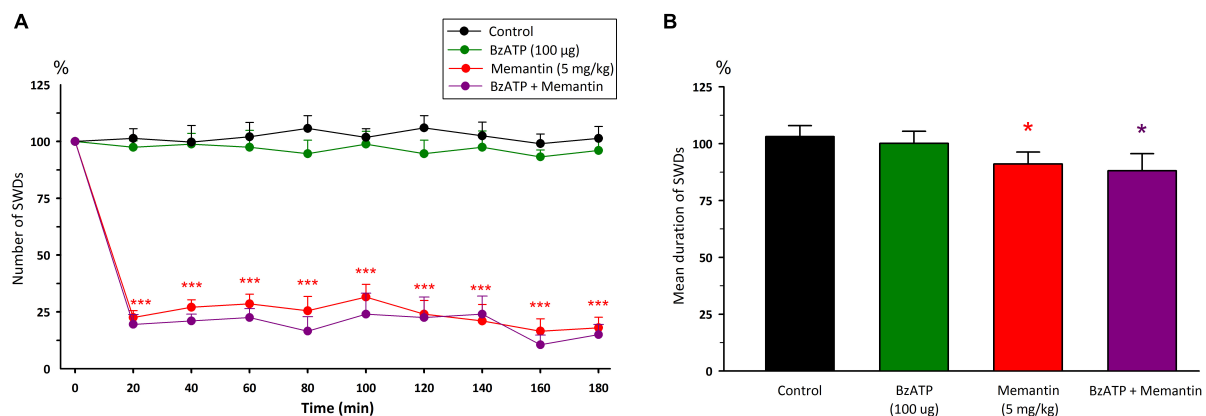 A
Control
BzATP (100 µg)
Memantin (5 mg/kg)
BzATP + Memantin
%
125
100
75
50
25
0
Number of SWDs
*** *** *** *** *** *** *** *** ***
0 20 40 60 80 100 120 140 160 180
Time (min)
B
%
125
100
75
50
25
0
Mean duration of SWDs
* *
Control BzATP Memantin BzATP + Memantin
(100 ug) (5 mg/kg)